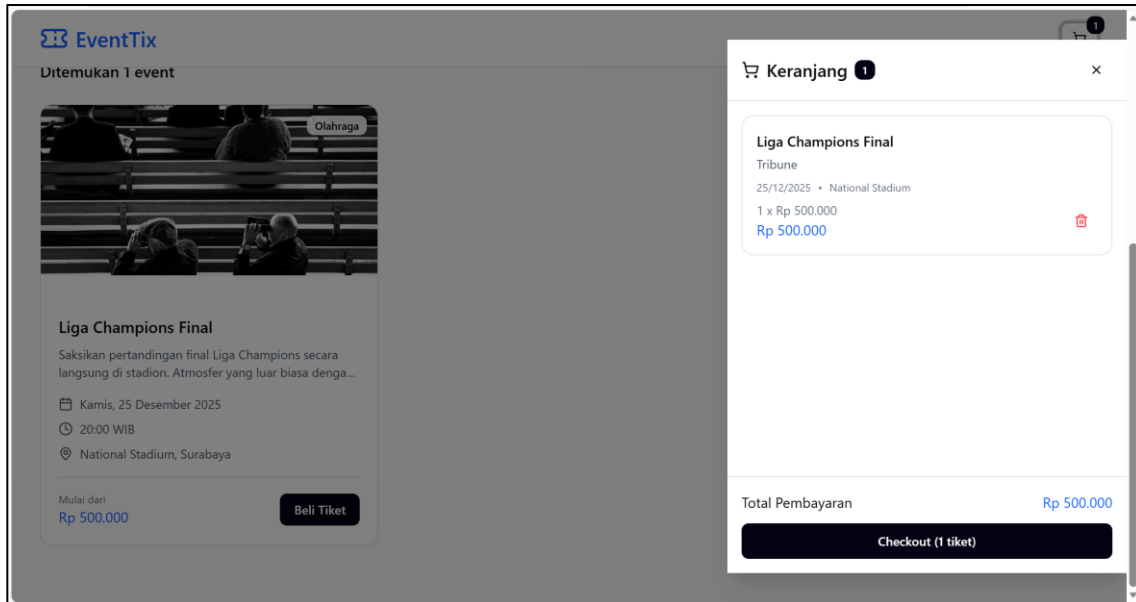 EventTix
1
Ditemukan 1 event
Olahraga
Liga Champions Final
Saksikan pertandingan final Liga Champions secara
langsung di stadion. Atmosfer yang luar biasa denga...
Kamis, 25 Desember 2025
20:00 WIB
National Stadium, Surabaya
Mulai dari
Rp 500.000
Beli Tiket
Keranjang 1
Liga Champions Final
Tribune
25/12/2025 • National Stadium
1 x Rp 500.000
Rp 500.000
Total Pembayaran Rp 500.000
Checkout (1 tiket)